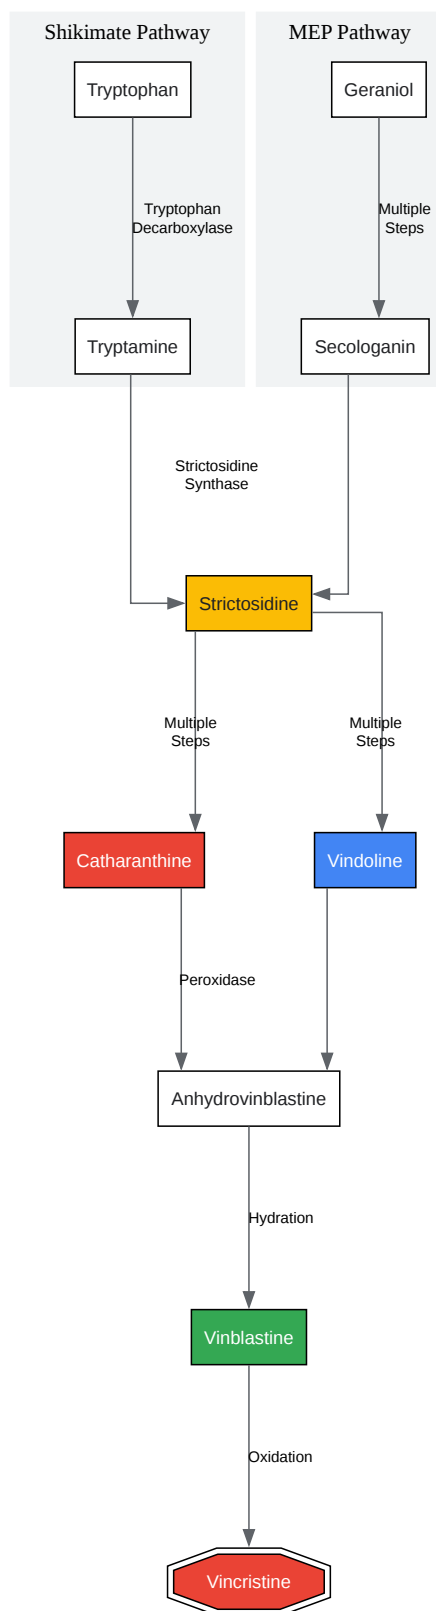 Shikimate Pathway
MEP Pathway
Tryptophan
Geraniol
Tryptophan
Decarboxylase
Multiple
Steps
Tryptamine
Secologanin
Strictosidine
Synthase
Strictosidine
Multiple
Steps
Multiple
Steps
Catharanthine
Vindoline
Peroxidase
Anhydrovinblastine
Hydration
Vinblastine
Oxidation
Vincristine